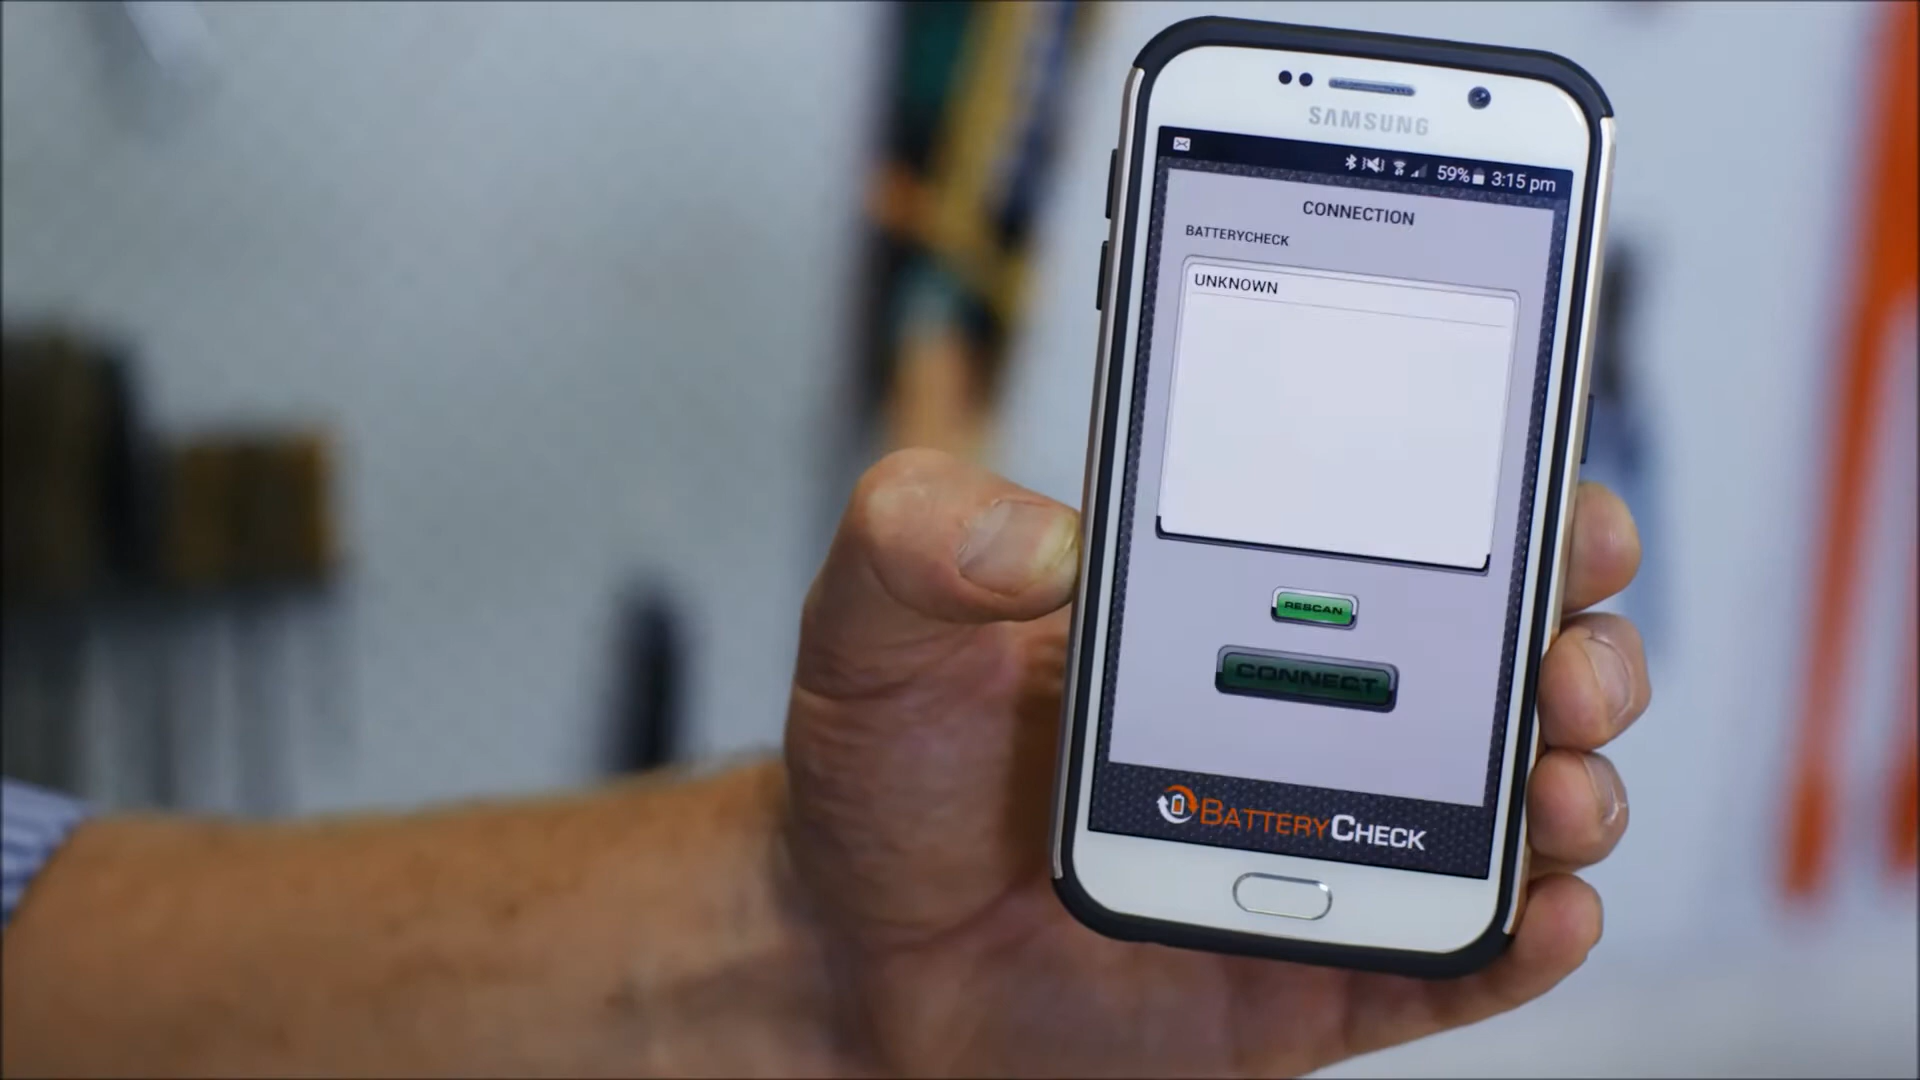 SAMSUNG
59% 3:15 pm
CONNECTION
BATTERYCHECK
UNKNOWN
RESCAN
CONNECT
BATTERYCHECK